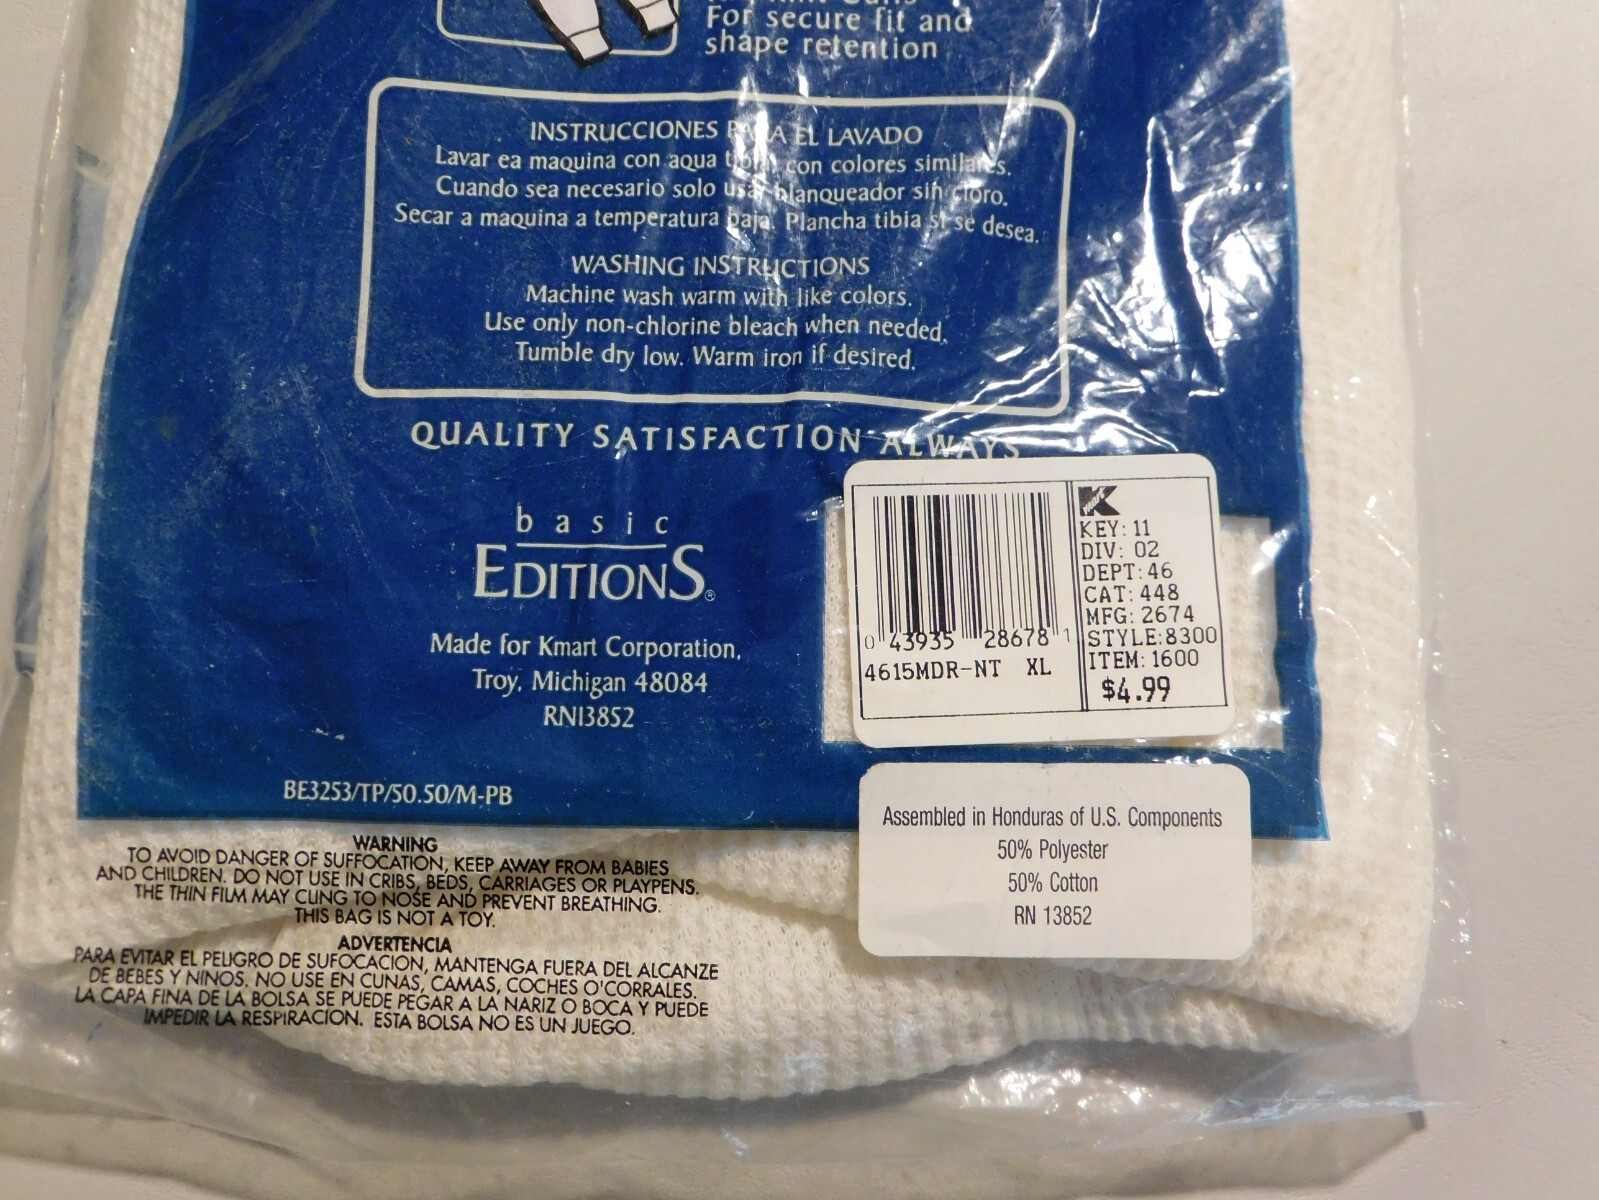 For secure fit and
shape retention
INSTRUCCIONES PARA EL LAVADO
Lavar ea maquina con aqua tibia con colores similares.
Cuando sea necesario solo usar blanqueador sin cloro.
Secar a maquina a temperatura baja. Plancha tibia si se desea.
WASHING INSTRUCTIONS
Machine wash warm with like colors.
Use only non-chlorine bleach when needed.
Tumble dry low. Warm iron if desired.
QUALITY SATISFACTION ALWAYS
basic
EDITIONS®
Made for Kmart Corporation,
Troy, Michigan 48084
RN13852
BE3253/TP/50.50/M-PB
0 43935 28678 1
4615MDR-NT XL
K
mart
KEY: 11
DIV: 02
DEPT: 46
CAT: 448
MFG: 2674
STYLE:8300
ITEM: 1600
$4.99
Assembled in Honduras of U.S. Components
50% Polyester
50% Cotton
RN 13852
WARNING
TO AVOID DANGER OF SUFFOCATION, KEEP AWAY FROM BABIES
AND CHILDREN. DO NOT USE IN CRIBS, BEDS, CARRIAGES OR PLAYPENS.
THE THIN FILM MAY CLING TO NOSE AND PREVENT BREATHING.
THIS BAG IS NOT A TOY.
ADVERTENCIA
PARA EVITAR EL PELIGRO DE SUFOCACION, MANTENGA FUERA DEL ALCANZE
DE BEBES Y NINOS. NO USE EN CUNAS, CAMAS, COCHES O'CORRALES.
LA CAPA FINA DE LA BOLSA SE PUEDE PEGAR A LA NARIZ O BOCA Y PUEDE
IMPEDIR LA RESPIRACION. ESTA BOLSA NO ES UN JUEGO.